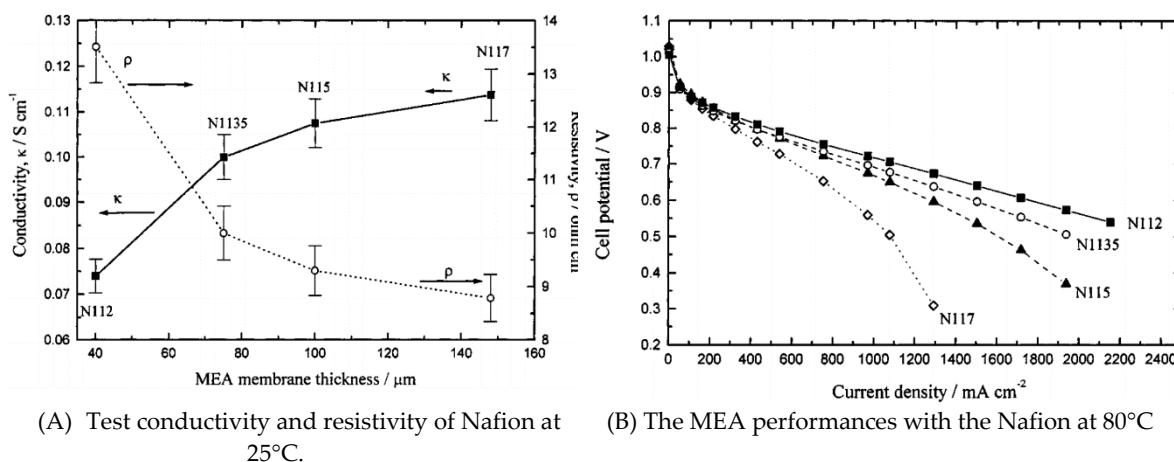 0.13
0.12
0.11
0.10
0.09
0.08
0.07
0.06
Conductivity, κ / S cm⁻¹
ρ
κ
κ
ρ
N112
N1135
N115
N117
14
13
12
11
10
9
8
Resistivity, ρ / ohm cm
40 60 80 100 120 140 160
MEA membrane thickness / μm
(A) Test conductivity and resistivity of Nafion at
25°C.
1.1
1.0
0.9
0.8
0.7
0.6
0.5
0.4
0.3
0.2
Cell potential / V
N112
N1135
N115
N117
0 200 400 600 800 1000 1200 1400 1600 1800 2000 2200 2400
Current density / mA cm⁻²
(B) The MEA performances with the Nafion at 80°C